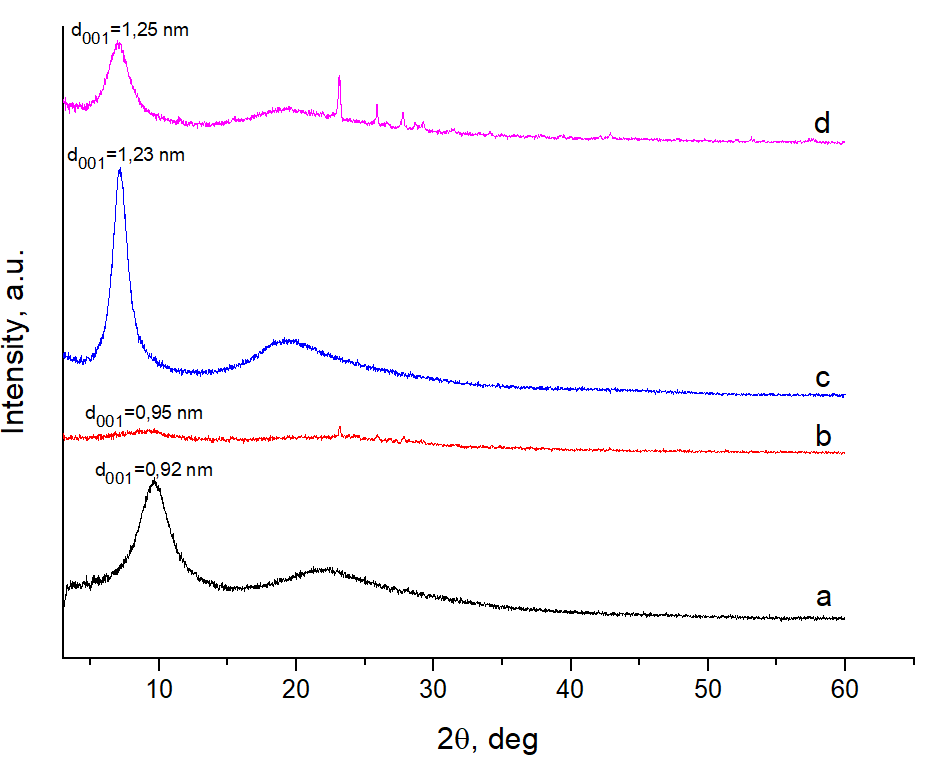 d001=1,25 nm
d
d001=1,23 nm
c
d001=0,95 nm
b
d001=0,92 nm
a
Intensity, a.u.
10 20 30 40 50 60
2θ, deg